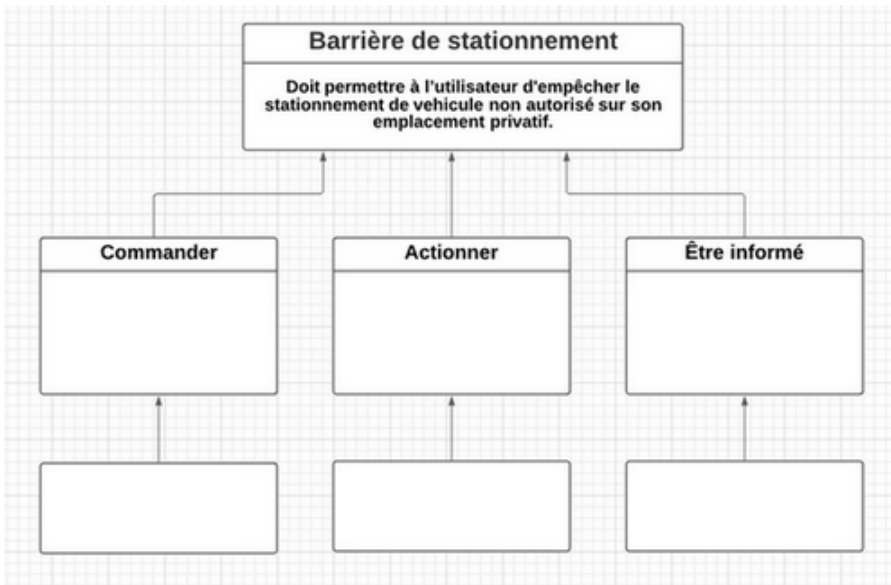 Barrière de stationnement
Doit permettre à l'utilisateur d'empêcher le
stationnement de vehicule non autorisé sur son
emplacement privatif.
Commander
Actionner
Être informé